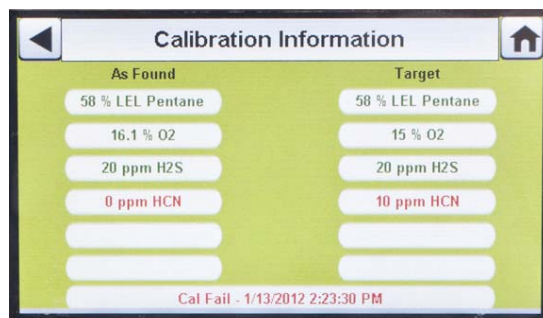 Calibration Information
As Found Target
58 % LEL Pentane 58 % LEL Pentane
16.1 % O2 15 % O2
20 ppm H2S 20 ppm H2S
0 ppm HCN 10 ppm HCN
Cal Fail - 1/13/2012 2:23:30 PM